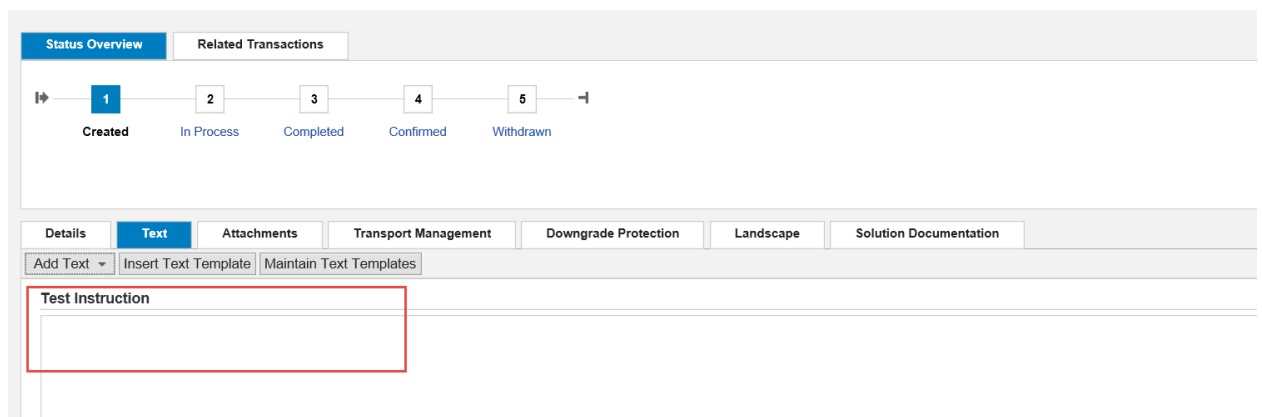 Status Overview Related Transactions
1 2 3 4 5
Created In Process Completed Confirmed Withdrawn
Details Text Attachments Transport Management Downgrade Protection Landscape Solution Documentation
Add Text Insert Text Template Maintain Text Templates
Test Instruction